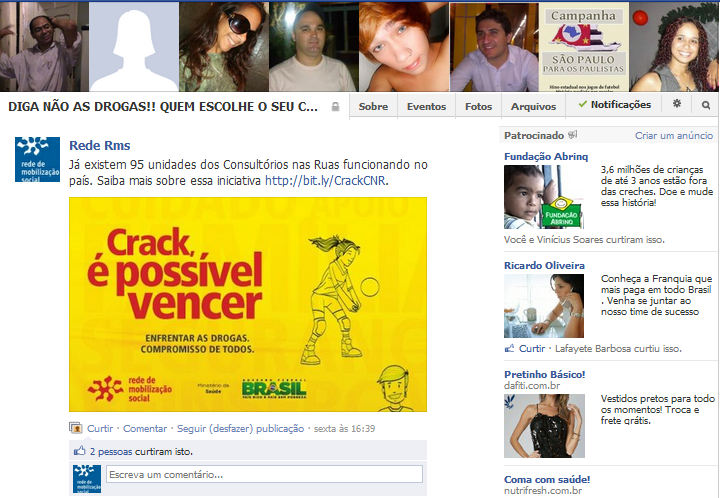 Campanha
SÃO PAULO
PARA OS PAULISTAS
DIGA NÃO AS DROGAS!! QUEM ESCOLHE O SEU C...
Sobre
Eventos
Fotos
Arquivos
Notificações
Rede Rms
Já existem 95 unidades dos Consultórios nas Ruas funcionando no
país. Saiba mais sobre essa iniciativa http://bit.ly/CrackCNR.
rede de
mobilização
social
Crack,
é possível
vencer
ENFRENTAR AS DROGAS.
COMPROMISSO DE TODOS.
rede de
mobilização
social
Ministério da
Saúde
GOVERNO FEDERAL
BRASIL
PAÍS RICO É PAÍS SEM POBREZA
Curtir · Comentar · Seguir (desfazer) publicação · sexta às 16:39
2 pessoas curtiram isto.
Escreva um comentário...
Patrocinado
Criar um anúncio
Fundação Abrinq
3,6 milhões de crianças
de até 3 anos estão fora
das creches. Doe e mude
essa história!
FUNDAÇÃO
ABRINQ
Você e Vinícius Soares curtiram isso.
Ricardo Oliveira
Conheça a Franquia que
mais paga em todo Brasil
. Venha se juntar ao
nosso time de sucesso
Curtir · Lafayete Barbosa curtiu isso.
Pretinho Básico!
dafiti.com.br
Vestidos pretos para todo
os momentos! Troca e
frete grátis.
Coma com saúde!
nutrifresh.com.br